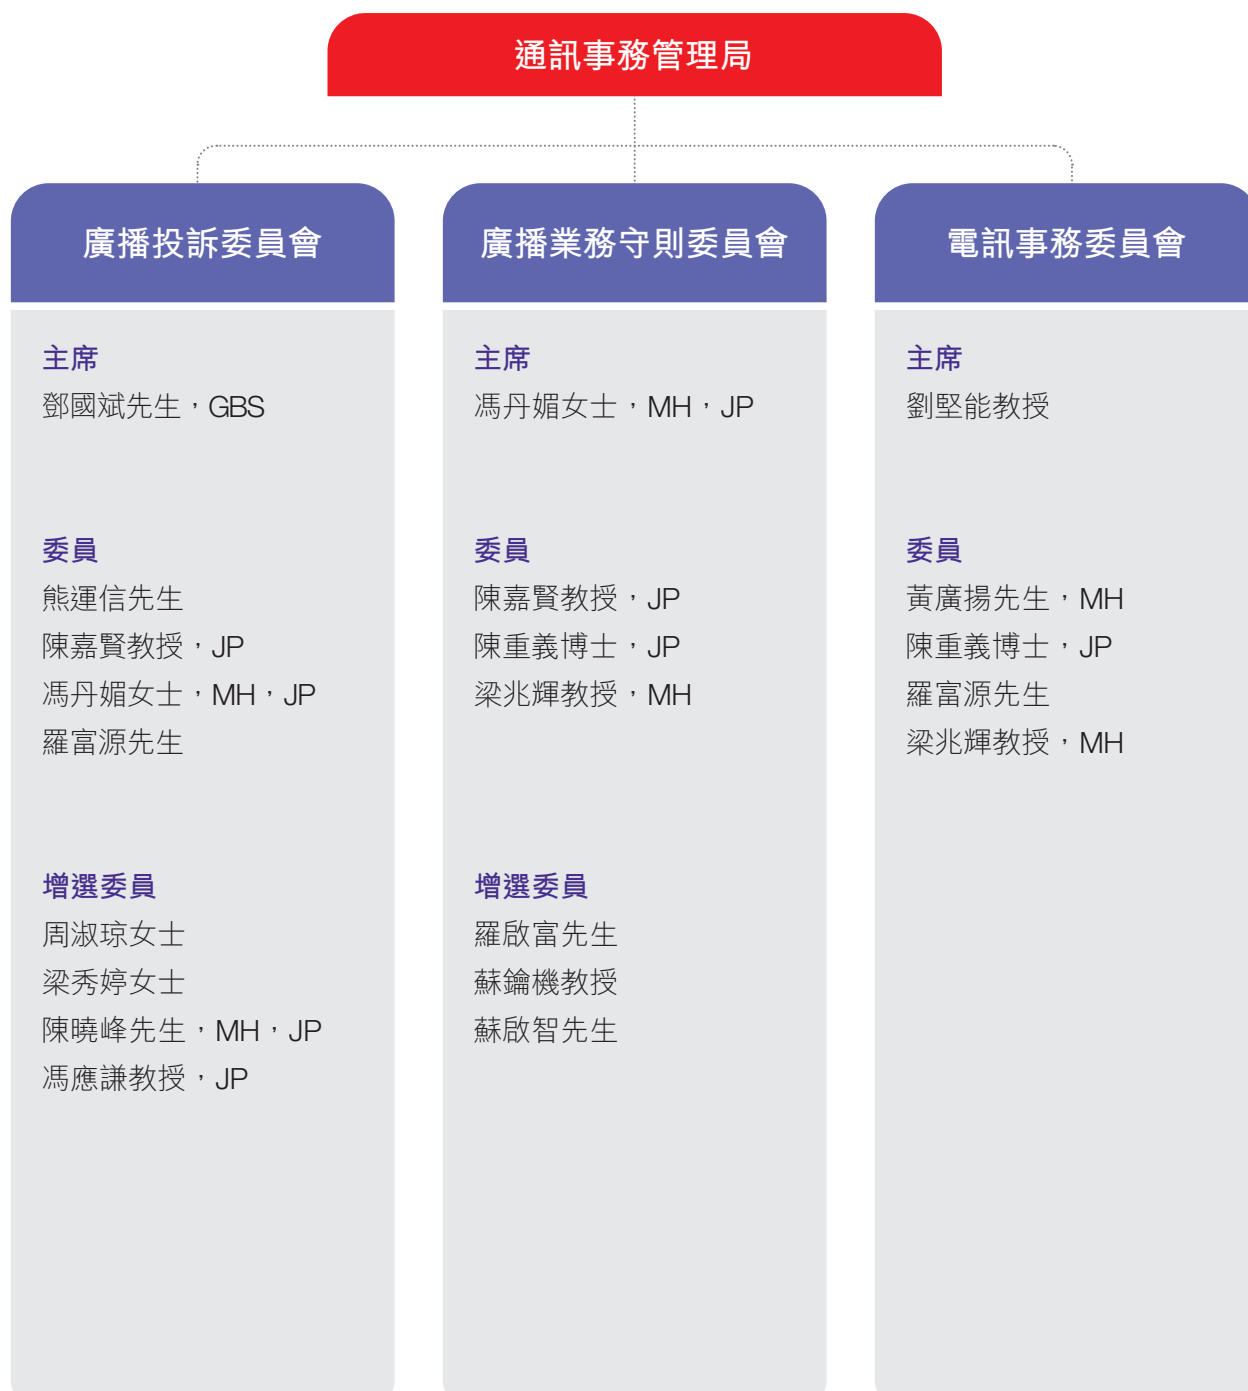 通訊事務管理局
廣播投訴委員會
主席
鄧國斌先生，GBS
委員
熊運信先生
陳嘉賢教授，JP
馮丹媚女士，MH，JP
羅富源先生
增選委員
周淑琼女士
梁秀婷女士
陳曉峰先生，MH，JP
馮應謙教授，JP
廣播業務守則委員會
主席
馮丹媚女士，MH，JP
委員
陳嘉賢教授，JP
陳重義博士，JP
梁兆輝教授，MH
增選委員
羅啟富先生
蘇鑰機教授
蘇啟智先生
電訊事務委員會
主席
劉堅能教授
委員
黃廣揚先生，MH
陳重義博士，JP
羅富源先生
梁兆輝教授，MH